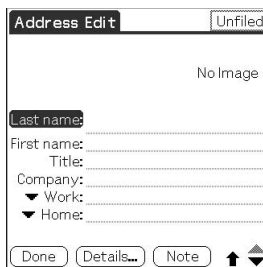 Address Edit Unfiled
No Image
Last name:
First name:
Title:
Company:
Work:
Home:
Done Details... Note